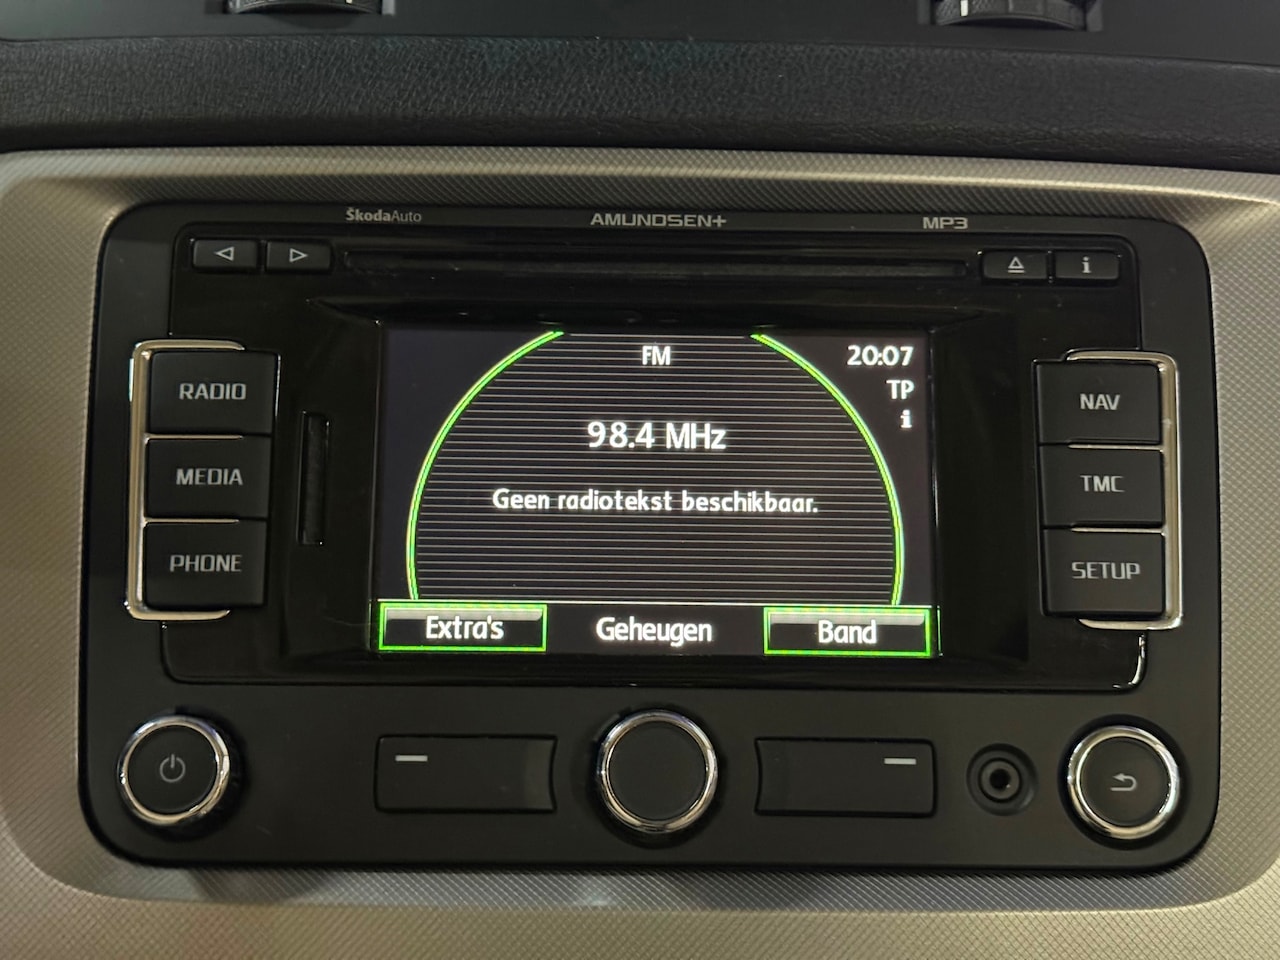 ŠkodaAuto AMUNDSEN+ MP3
i
RADIO
MEDIA
PHONE
FM
20:07
TP
i
98.4 MHz
Geen radiotekst beschikbaar.
Extra's Geheugen Band
NAV
TMC
SETUP